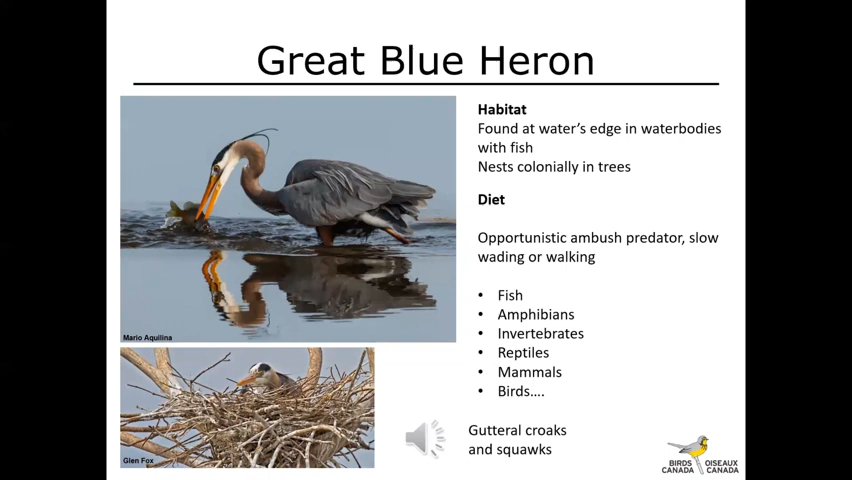 Great Blue Heron
Mario Aquilina
Glen Fox
Habitat
Found at water's edge in waterbodies
with fish
Nests colonially in trees
Diet
Opportunistic ambush predator, slow
wading or walking
• Fish
• Amphibians
• Invertebrates
• Reptiles
• Mammals
• Birds....
Gutteral croaks
and squawks
BIRDS OISEAUX
CANADA CANADA